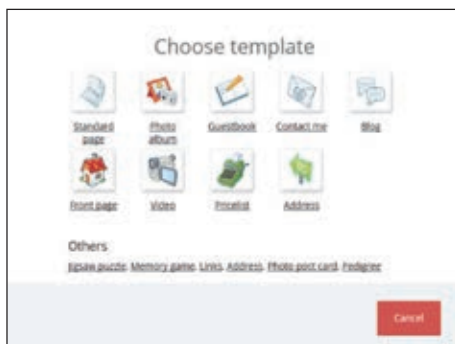 Choose template
Standard page
Photo album
Guestbook
Contact me
Blog
Front page
Video
Pricelist
Address
Others
Jigsaw puzzle, Memory game, Links, Address, Photo post card, Pedigree
Cancel